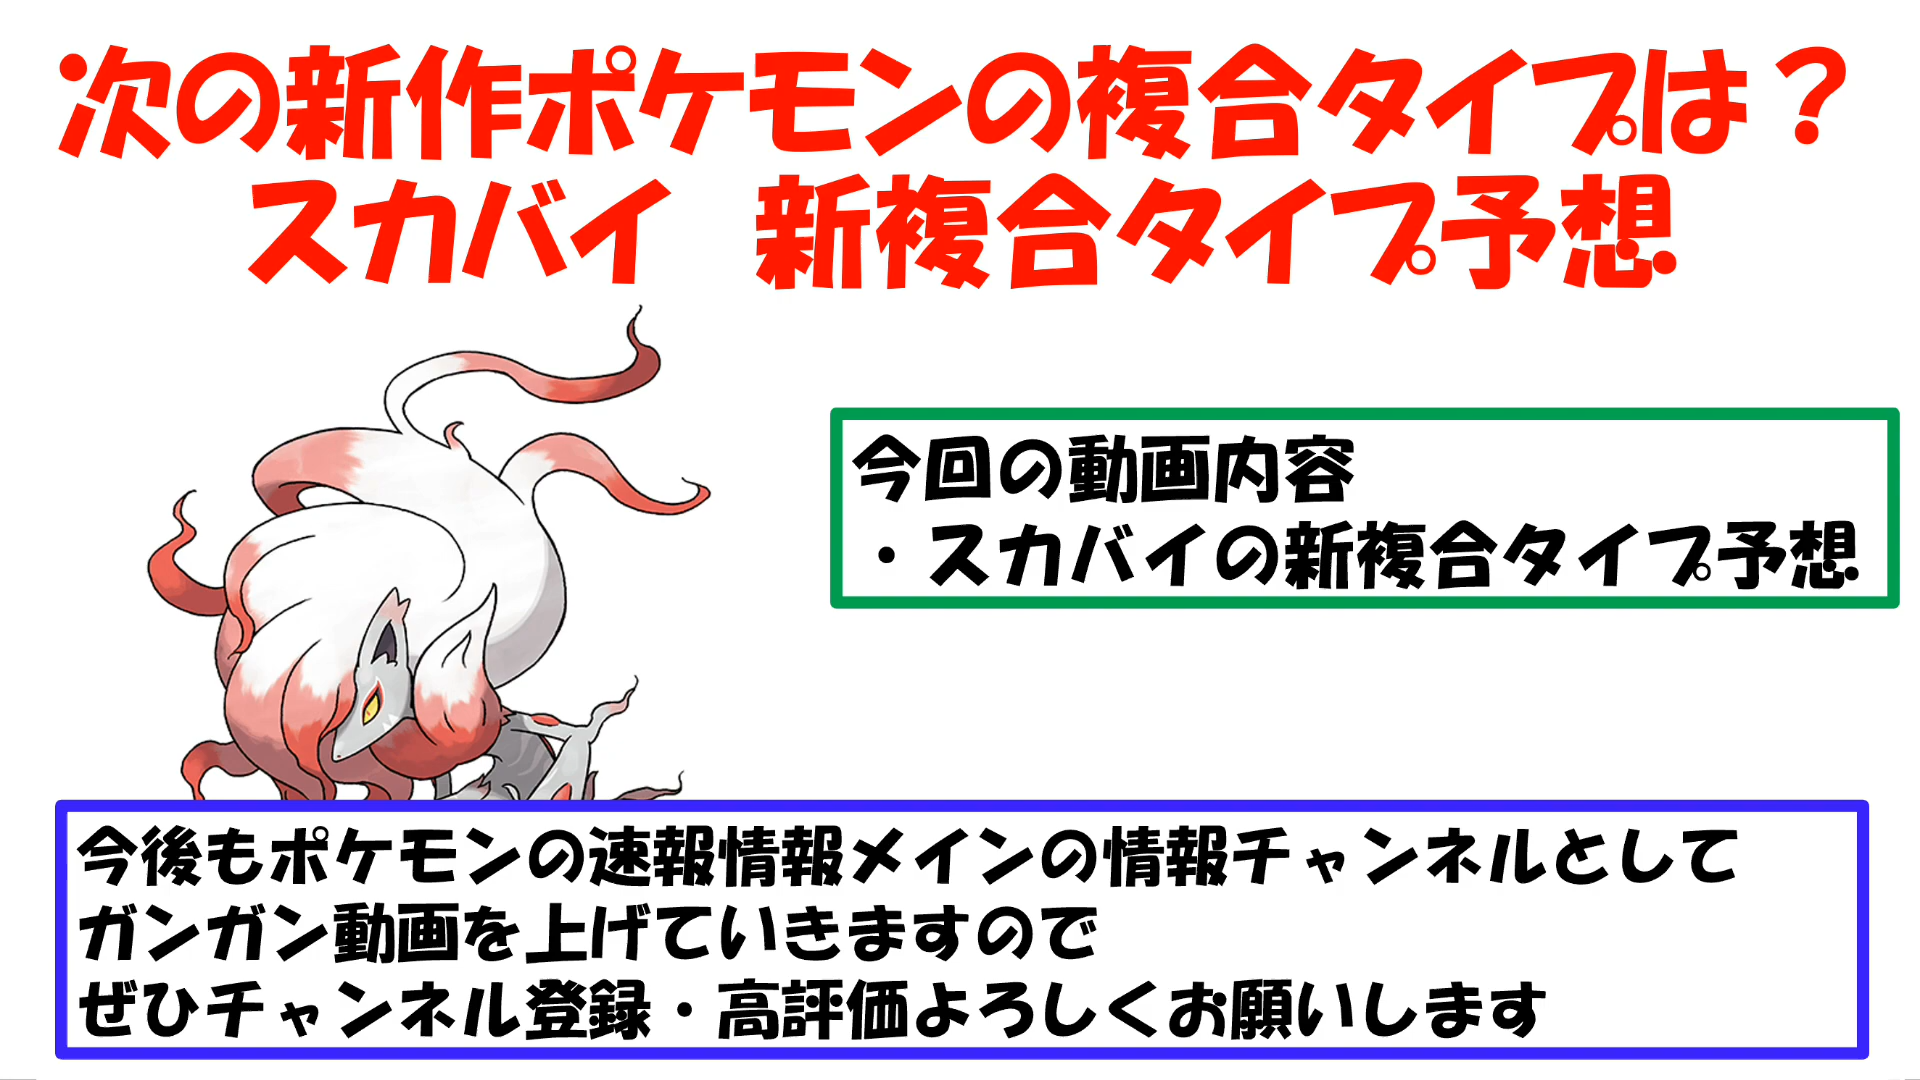 次の新作ポケモンの複合タイプは？
スカバイ　新複合タイプ予想
今回の動画内容
・スカバイの新複合タイプ予想
今後もポケモンの速報情報メインの情報チャンネルとして
ガンガン動画を上げていきますので
ぜひチャンネル登録・高評価よろしくお願いします